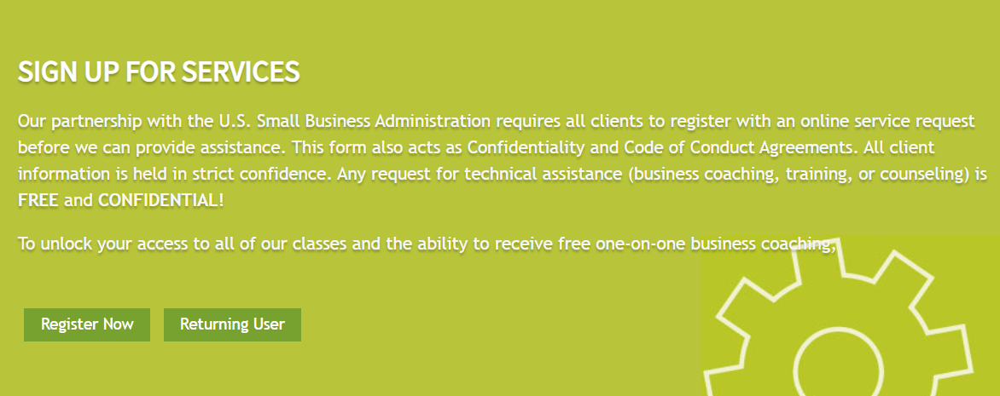 SIGN UP FOR SERVICES
Our partnership with the U.S. Small Business Administration requires all clients to register with an online service request
before we can provide assistance. This form also acts as Confidentiality and Code of Conduct Agreements. All client
information is held in strict confidence. Any request for technical assistance (business coaching, training, or counseling) is
FREE and CONFIDENTIAL!
To unlock your access to all of our classes and the ability to receive free one-on-one business coaching,
Register Now
Returning User